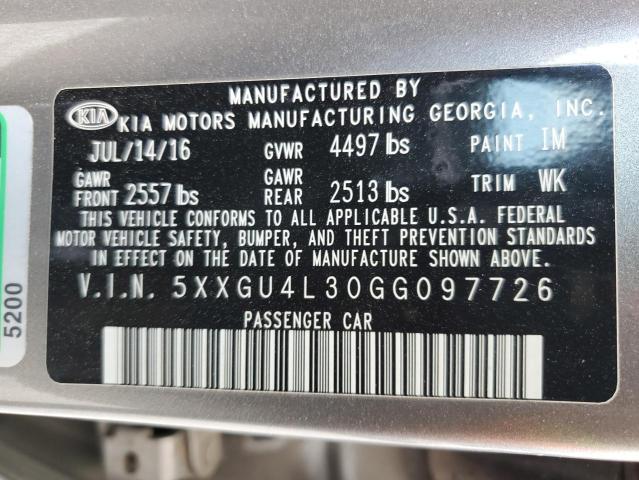 MANUFACTURED BY
KIA KIA MOTORS MANUFACTURING GEORGIA, INC.
JUL/14/16 GVWR 4497 lbs PAINT IM
GAWR FRONT 2557 lbs GAWR REAR 2513 lbs TRIM WK
THIS VEHICLE CONFORMS TO ALL APPLICABLE U.S.A. FEDERAL
MOTOR VEHICLE SAFETY, BUMPER, AND THEFT PREVENTION STANDARDS
IN EFFECT ON THE DATE OF MANUFACTURE SHOWN ABOVE
V.I.N. 5XXGU4L30GG097726
PASSENGER CAR
5200